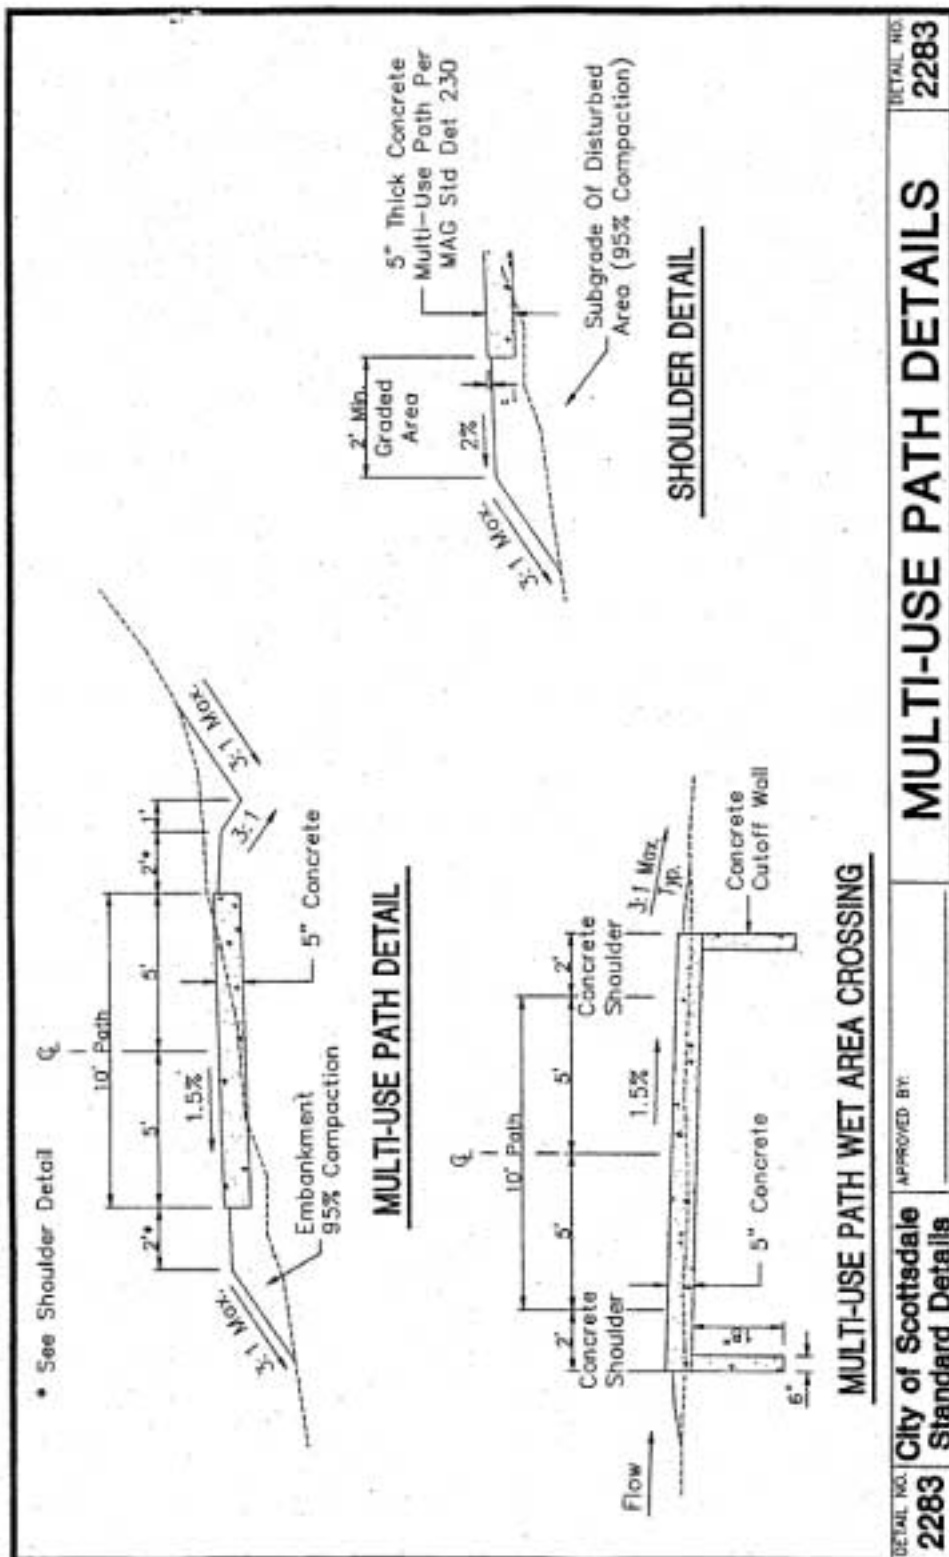 * See Shoulder Detail
℄
10' Path
2'*
5'
5'
2'*
1'
1.5%
3:1 Max.
3:1
3:1 Max.
Embankment
95% Compaction
5" Concrete
MULTI-USE PATH DETAIL
2' Min.
Graded
Area
2%
3:1 Max.
1"
5" Thick Concrete
Multi-Use Path Per
MAG Std Det 230
Subgrade Of Disturbed
Area (95% Compaction)
SHOULDER DETAIL
℄
10' Path
2'
5'
5'
2'
Concrete
Shoulder
Concrete
Shoulder
Flow
1.5%
3:1 Max.
Typ.
18"
6"
5" Concrete
Concrete
Cutoff Wall
MULTI-USE PATH WET AREA CROSSING
DETAIL NO.
2283
City of Scottsdale
Standard Details
APPROVED BY:
MULTI-USE PATH DETAILS
DETAIL NO.
2283